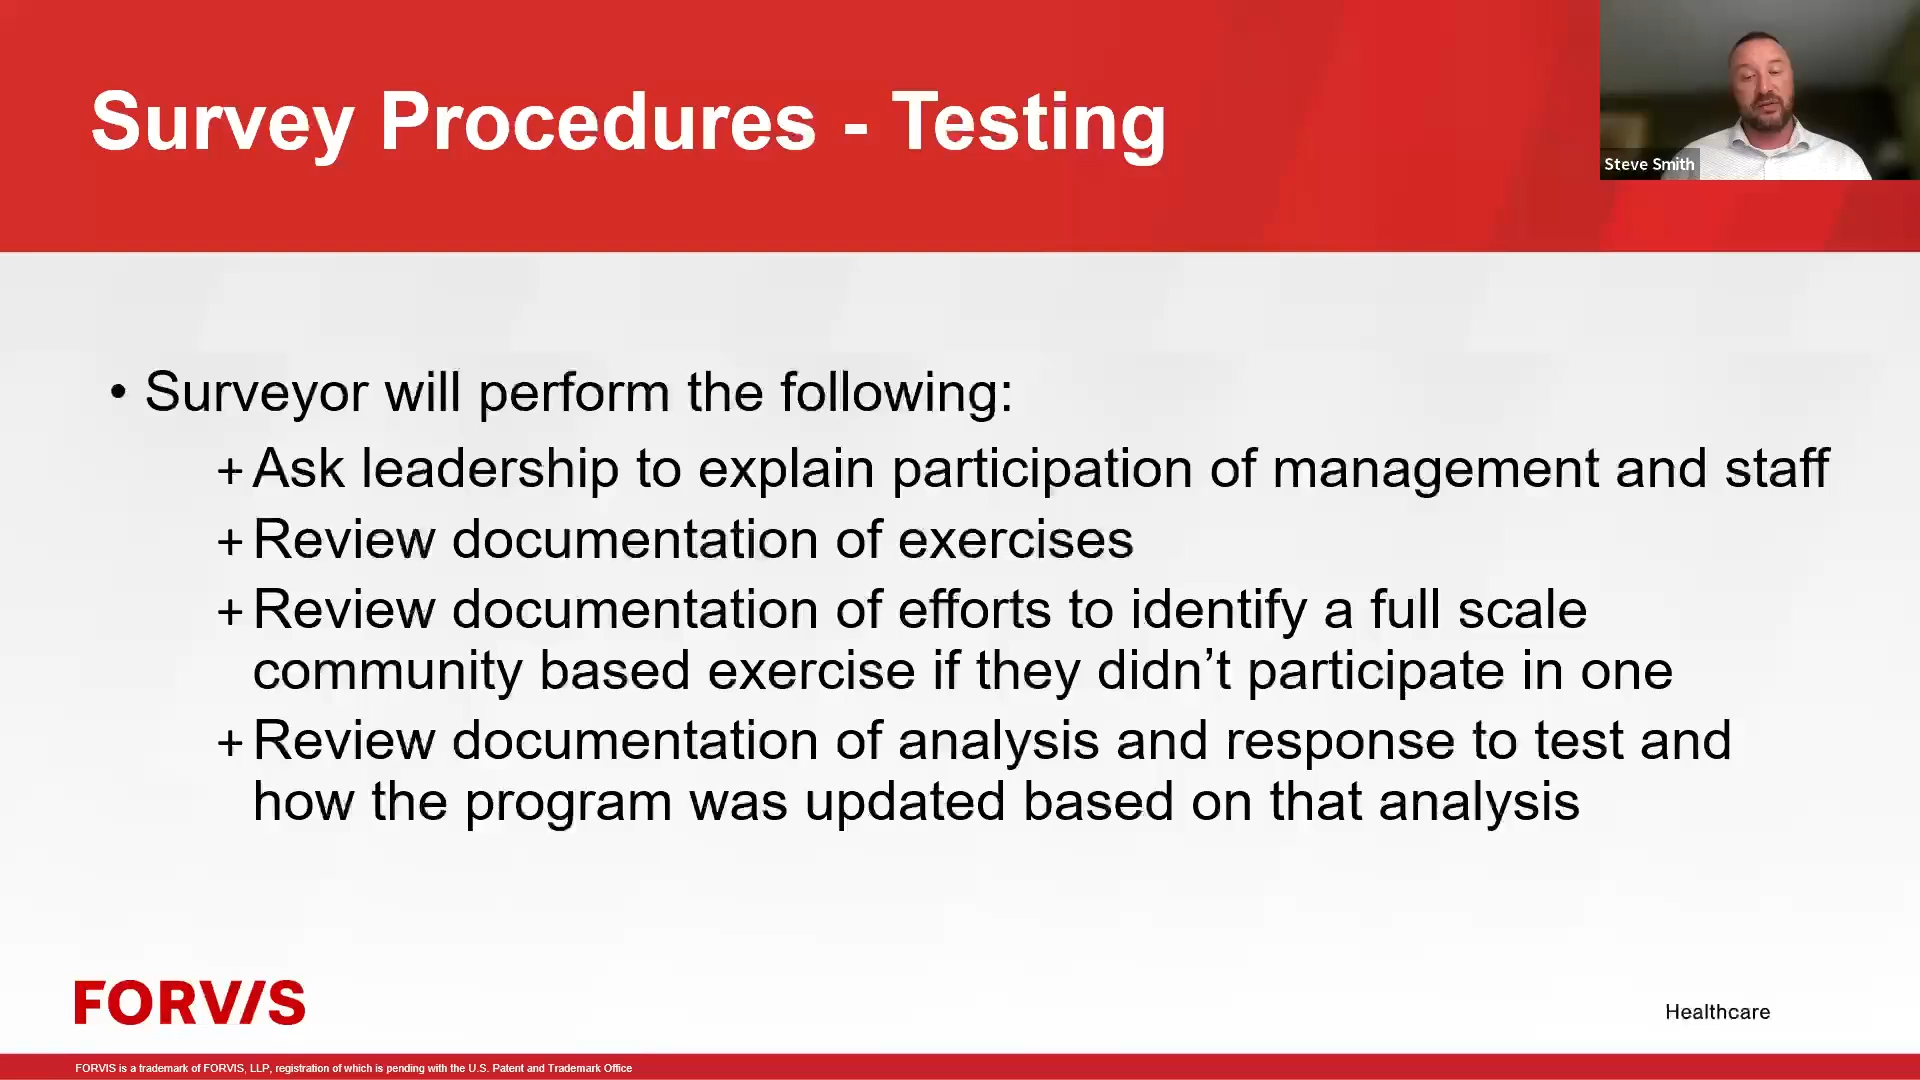 Survey Procedures - Testing
Steve Smith
• Surveyor will perform the following:
+ Ask leadership to explain participation of management and staff
+ Review documentation of exercises
+ Review documentation of efforts to identify a full scale
community based exercise if they didn’t participate in one
+ Review documentation of analysis and response to test and
how the program was updated based on that analysis
FORVIS
Healthcare
FORVIS is a trademark of FORVIS, LLP, registration of which is pending with the U.S. Patent and Trademark Office